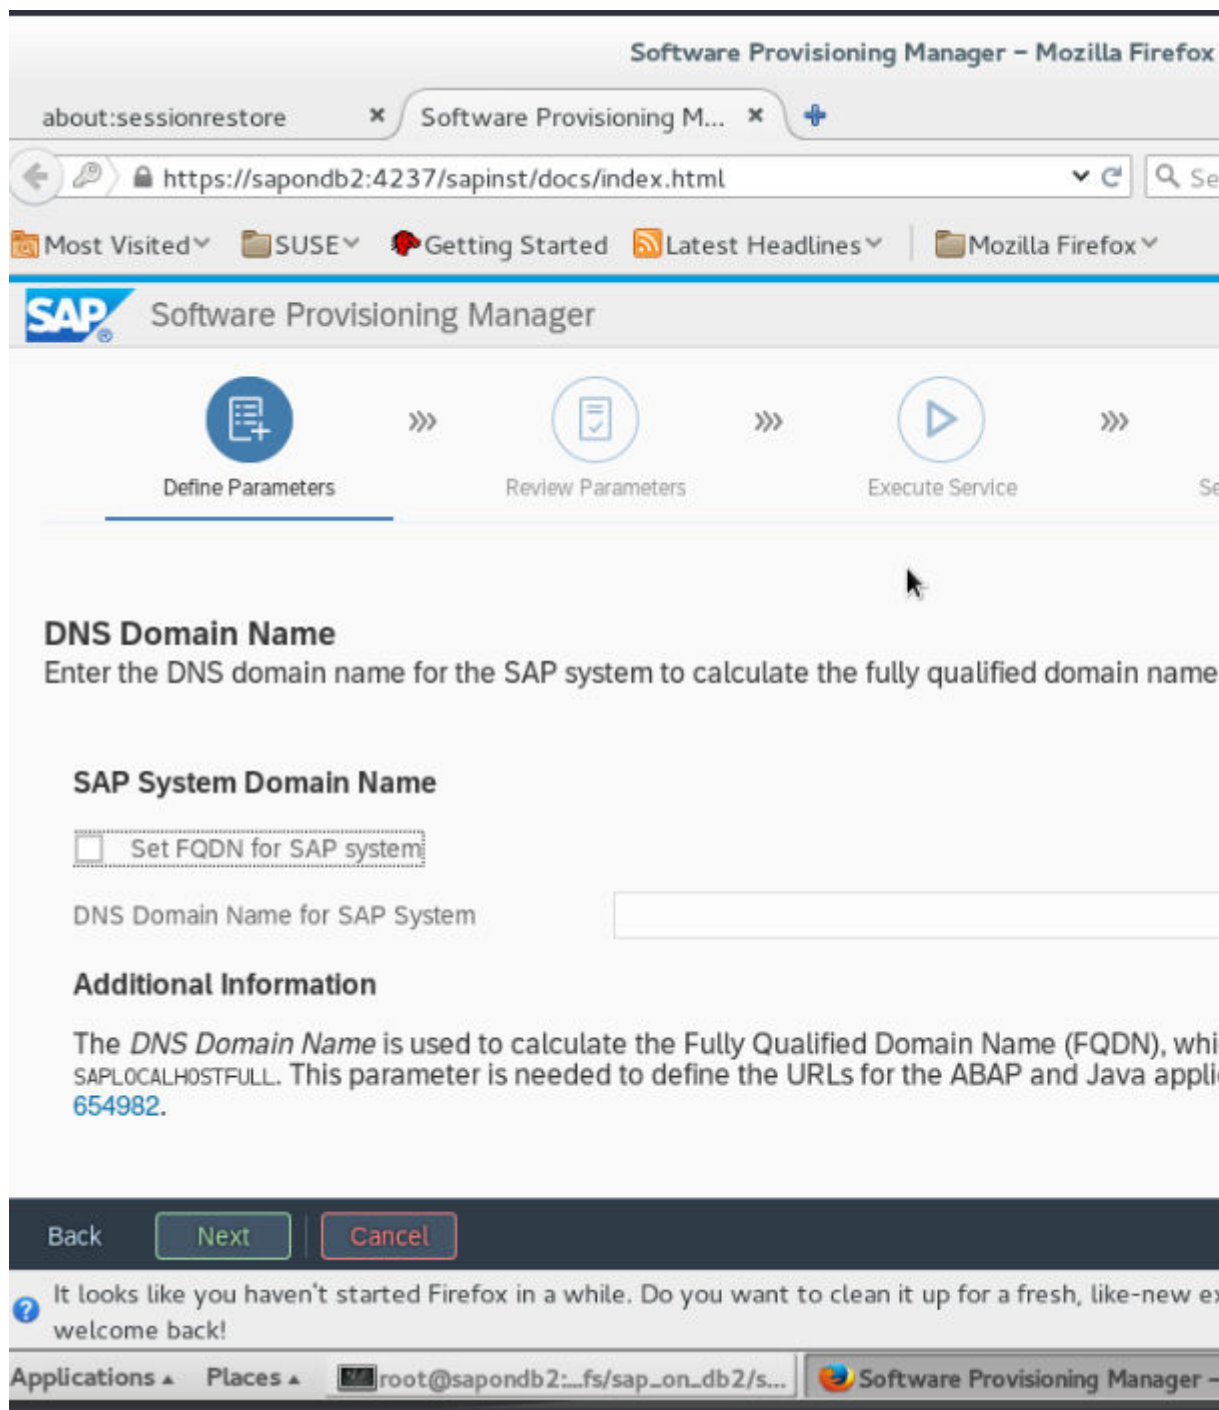 Software Provisioning Manager – Mozilla Firefox
about:sessionrestore
Software Provisioning M...
https://sapondb2:4237/sapinst/docs/index.html
Se
Most Visited
SUSE
Getting Started
Latest Headlines
Mozilla Firefox
SAP®
Software Provisioning Manager
Define Parameters
Review Parameters
Execute Service
Se
DNS Domain Name
Enter the DNS domain name for the SAP system to calculate the fully qualified domain name
SAP System Domain Name
Set FQDN for SAP system
DNS Domain Name for SAP System
Additional Information
The DNS Domain Name is used to calculate the Fully Qualified Domain Name (FQDN), whi
SAPLOCALHOSTFULL. This parameter is needed to define the URLs for the ABAP and Java appli
654982.
Back
Next
Cancel
It looks like you haven't started Firefox in a while. Do you want to clean it up for a fresh, like-new ex
welcome back!
Applications
Places
root@sapondb2:...fs/sap_on_db2/s...
Software Provisioning Manager –